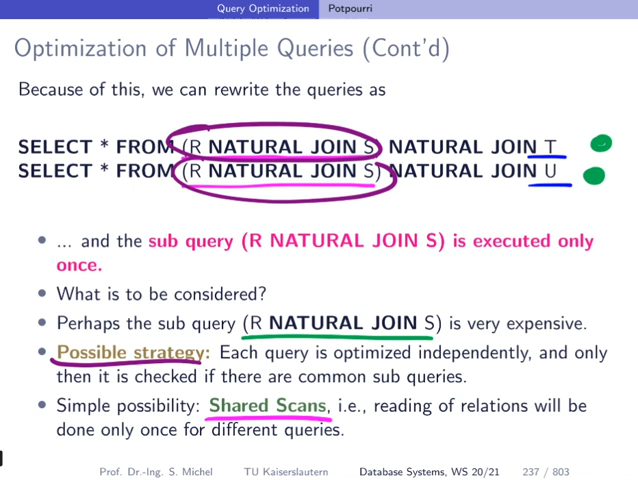 Query Optimization Potpourri
Optimization of Multiple Queries (Cont'd)
Because of this, we can rewrite the queries as
SELECT * FROM (R NATURAL JOIN S) NATURAL JOIN T
SELECT * FROM (R NATURAL JOIN S) NATURAL JOIN U
• ... and the sub query (R NATURAL JOIN S) is executed only
once.
• What is to be considered?
• Perhaps the sub query (R NATURAL JOIN S) is very expensive.
• Possible strategy: Each query is optimized independently, and only
then it is checked if there are common sub queries.
• Simple possibility: Shared Scans, i.e., reading of relations will be
done only once for different queries.
Prof. Dr.-Ing. S. Michel TU Kaiserslautern Database Systems, WS 20/21 237 / 803